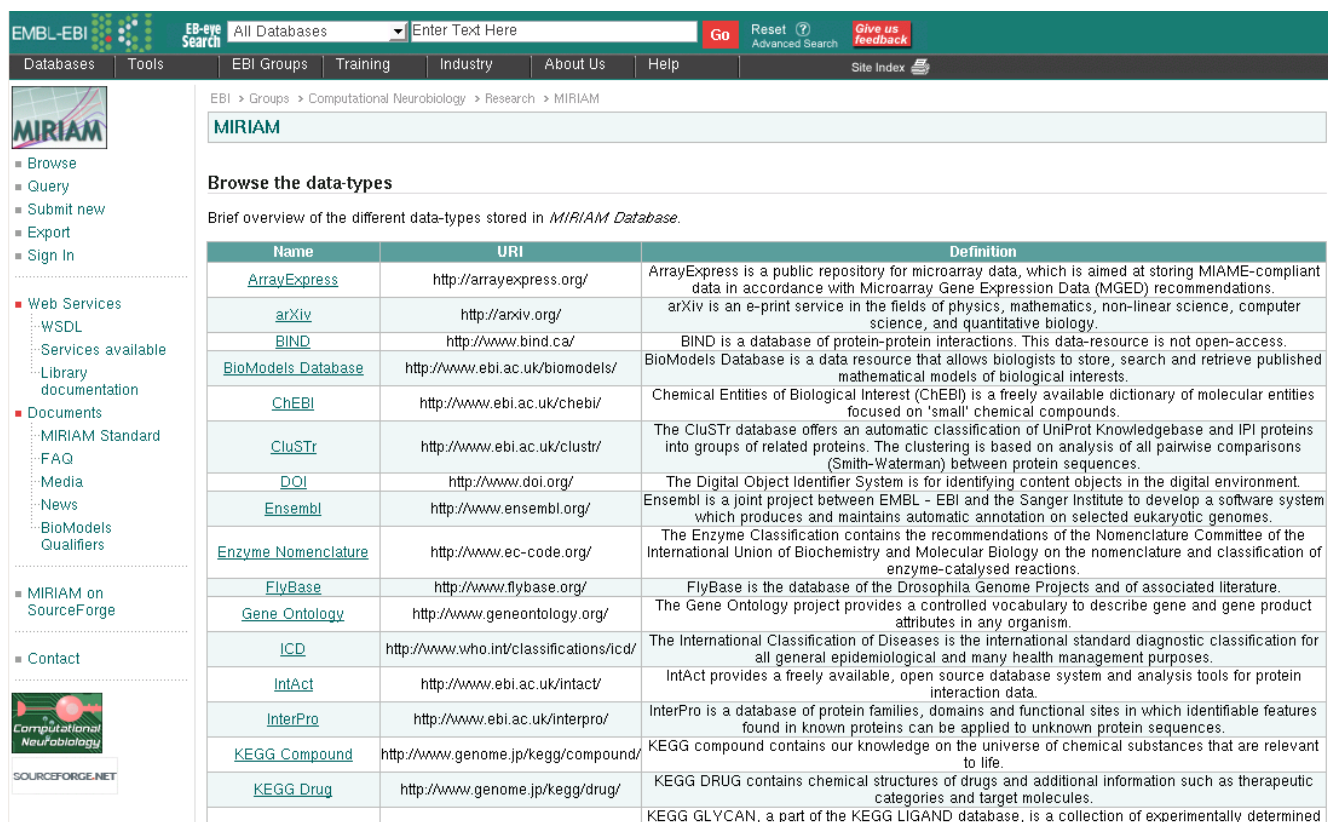 EMBL-EBI
EB-eye Search
All Databases
Enter Text Here
Go
Reset ?
Advanced Search
Give us feedback
Databases
Tools
EBI Groups
Training
Industry
About Us
Help
Site Index
MIRIAM
Browse
Query
Submit new
Export
Sign In
Web Services
WSDL
Services available
Library
documentation
Documents
MIRIAM Standard
FAQ
Media
News
BioModels
Qualifiers
MIRIAM on
SourceForge
Contact
Computational
Neurobiology
SOURCEFORGE.NET
EBI > Groups > Computational Neurobiology > Research > MIRIAM
MIRIAM
Browse the data-types
Brief overview of the different data-types stored in MIRIAM Database.
Name URI Definition
ArrayExpress http://arrayexpress.org/ ArrayExpress is a public repository for microarray data, which is aimed at storing MIAME-compliant
data in accordance with Microarray Gene Expression Data (MGED) recommendations.
arXiv http://arxiv.org/ arXiv is an e-print service in the fields of physics, mathematics, non-linear science, computer
science, and quantitative biology.
BIND http://www.bind.ca/ BIND is a database of protein-protein interactions. This data-resource is not open-access.
BioModels Database http://www.ebi.ac.uk/biomodels/ BioModels Database is a data resource that allows biologists to store, search and retrieve published
mathematical models of biological interests.
ChEBI http://www.ebi.ac.uk/chebi/ Chemical Entities of Biological Interest (ChEBI) is a freely available dictionary of molecular entities
focused on 'small' chemical compounds.
CluSTr http://www.ebi.ac.uk/clustr/ The CluSTr database offers an automatic classification of UniProt Knowledgebase and IPI proteins
into groups of related proteins. The clustering is based on analysis of all pairwise comparisons
(Smith-Waterman) between protein sequences.
DOI http://www.doi.org/ The Digital Object Identifier System is for identifying content objects in the digital environment.
Ensembl http://www.ensembl.org/ Ensembl is a joint project between EMBL - EBI and the Sanger Institute to develop a software system
which produces and maintains automatic annotation on selected eukaryotic genomes.
Enzyme Nomenclature http://www.ec-code.org/ The Enzyme Classification contains the recommendations of the Nomenclature Committee of the
International Union of Biochemistry and Molecular Biology on the nomenclature and classification of
enzyme-catalysed reactions.
FlyBase http://www.flybase.org/ FlyBase is the database of the Drosophila Genome Projects and of associated literature.
Gene Ontology http://www.geneontology.org/ The Gene Ontology project provides a controlled vocabulary to describe gene and gene product
attributes in any organism.
ICD http://www.who.int/classifications/icd/ The International Classification of Diseases is the international standard diagnostic classification for
all general epidemiological and many health management purposes.
IntAct http://www.ebi.ac.uk/intact/ IntAct provides a freely available, open source database system and analysis tools for protein
interaction data.
InterPro http://www.ebi.ac.uk/interpro/ InterPro is a database of protein families, domains and functional sites in which identifiable features
found in known proteins can be applied to unknown protein sequences.
KEGG Compound http://www.genome.jp/kegg/compound/ KEGG compound contains our knowledge on the universe of chemical substances that are relevant
to life.
KEGG Drug http://www.genome.jp/kegg/drug/ KEGG DRUG contains chemical structures of drugs and additional information such as therapeutic
categories and target molecules.
KEGG GLYCAN, a part of the KEGG LIGAND database, is a collection of experimentally determined